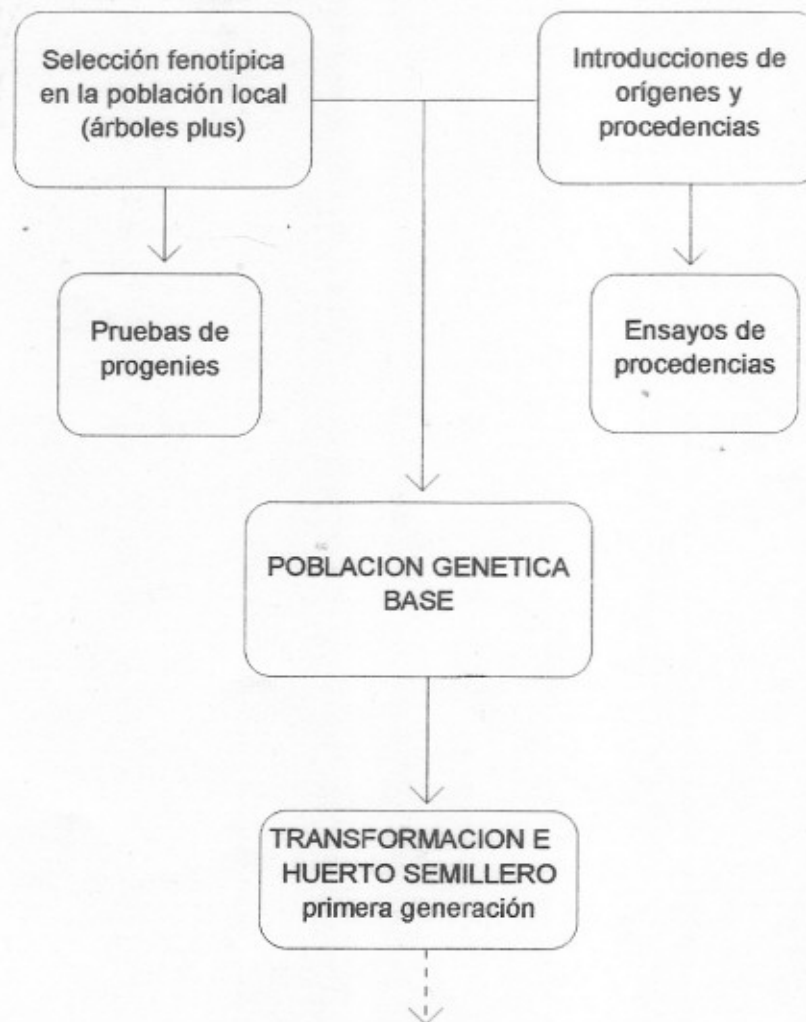 Selección fenotípica
en la población local
(árboles plus)
Introducciones de
orígenes y
procedencias
Pruebas de
progenies
Ensayos de
procedencias
POBLACION GENETICA
BASE
TRANSFORMACION E
HUERTO SEMILLERO
primera generación